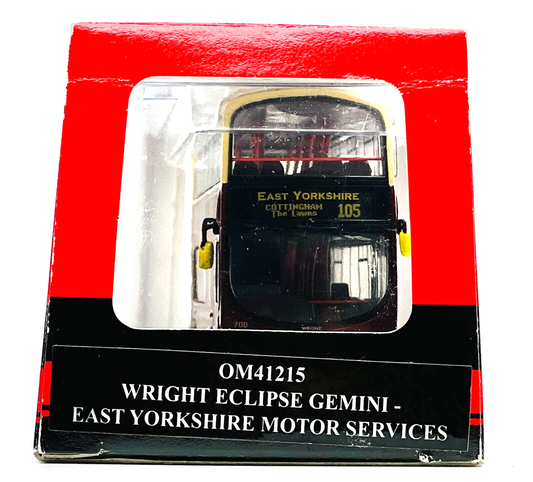 EAST YORKSHIRE
COTTINGHAM
The Lawns 105
700 WRIGHT
OM41215
WRIGHT ECLIPSE GEMINI -
EAST YORKSHIRE MOTOR SERVICES